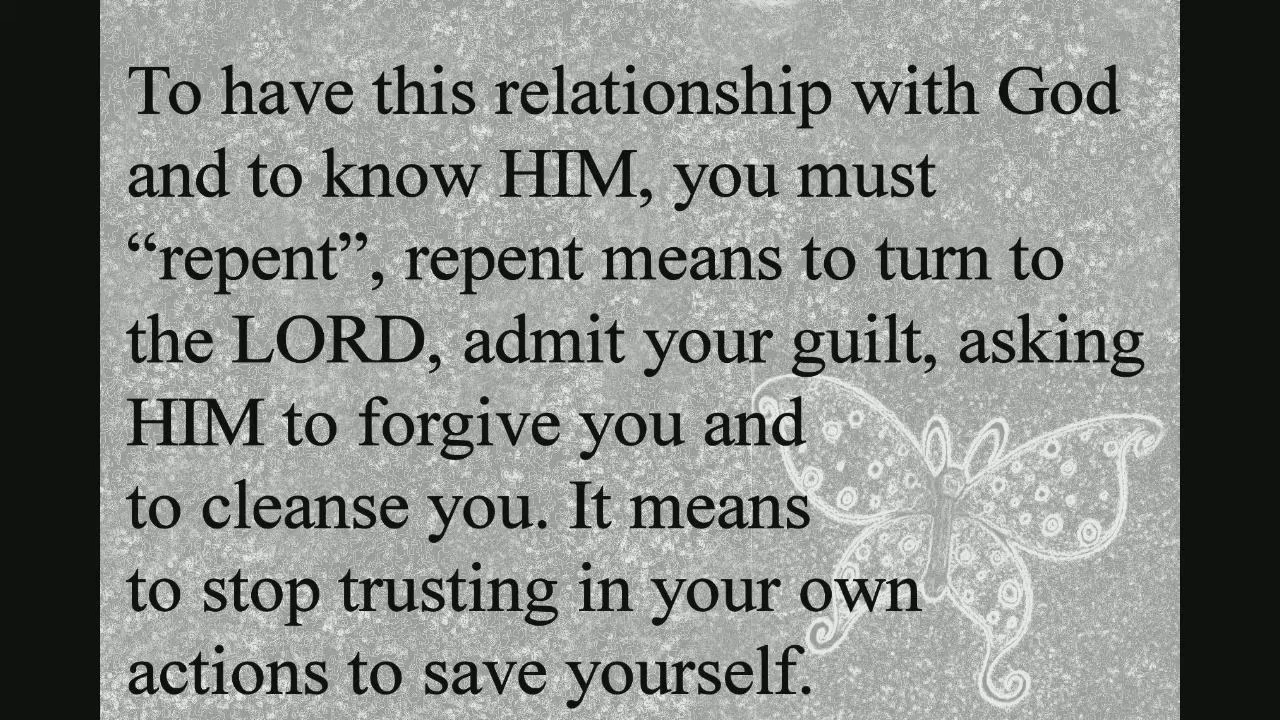 To have this relationship with God
and to know HIM, you must
“repent”, repent means to turn to
the LORD, admit your guilt, asking
HIM to forgive you and
to cleanse you. It means
to stop trusting in your own
actions to save yourself.